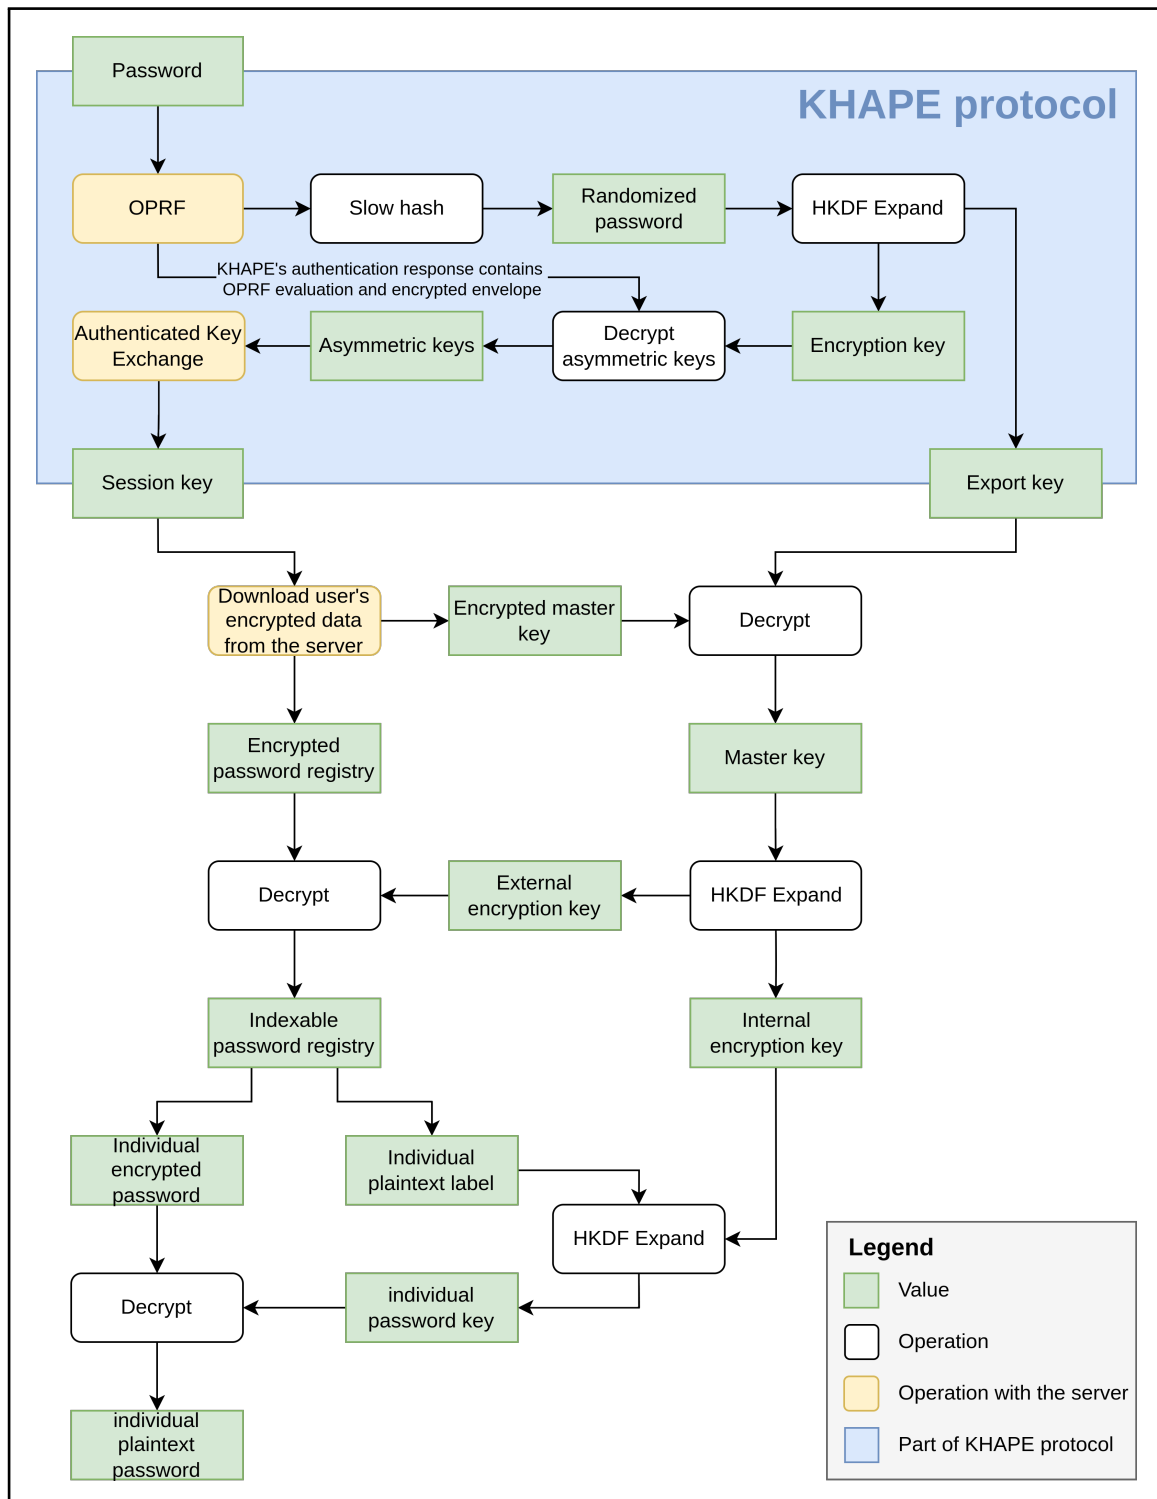 Password
KHAPE protocol
OPRF
Slow hash
Randomized
password
HKDF Expand
KHAPE's authentication response contains
OPRF evaluation and encrypted envelope
Authenticated Key
Exchange
Asymmetric keys
Decrypt
asymmetric keys
Encryption key
Session key
Export key
Download user's
encrypted data
from the server
Encrypted master
key
Decrypt
Encrypted
password registry
Master key
Decrypt
External
encryption key
HKDF Expand
Indexable
password registry
Internal
encryption key
Individual
encrypted
password
Individual
plaintext label
HKDF Expand
Decrypt
individual
password key
individual
plaintext
password
Legend
Value
Operation
Operation with the server
Part of KHAPE protocol